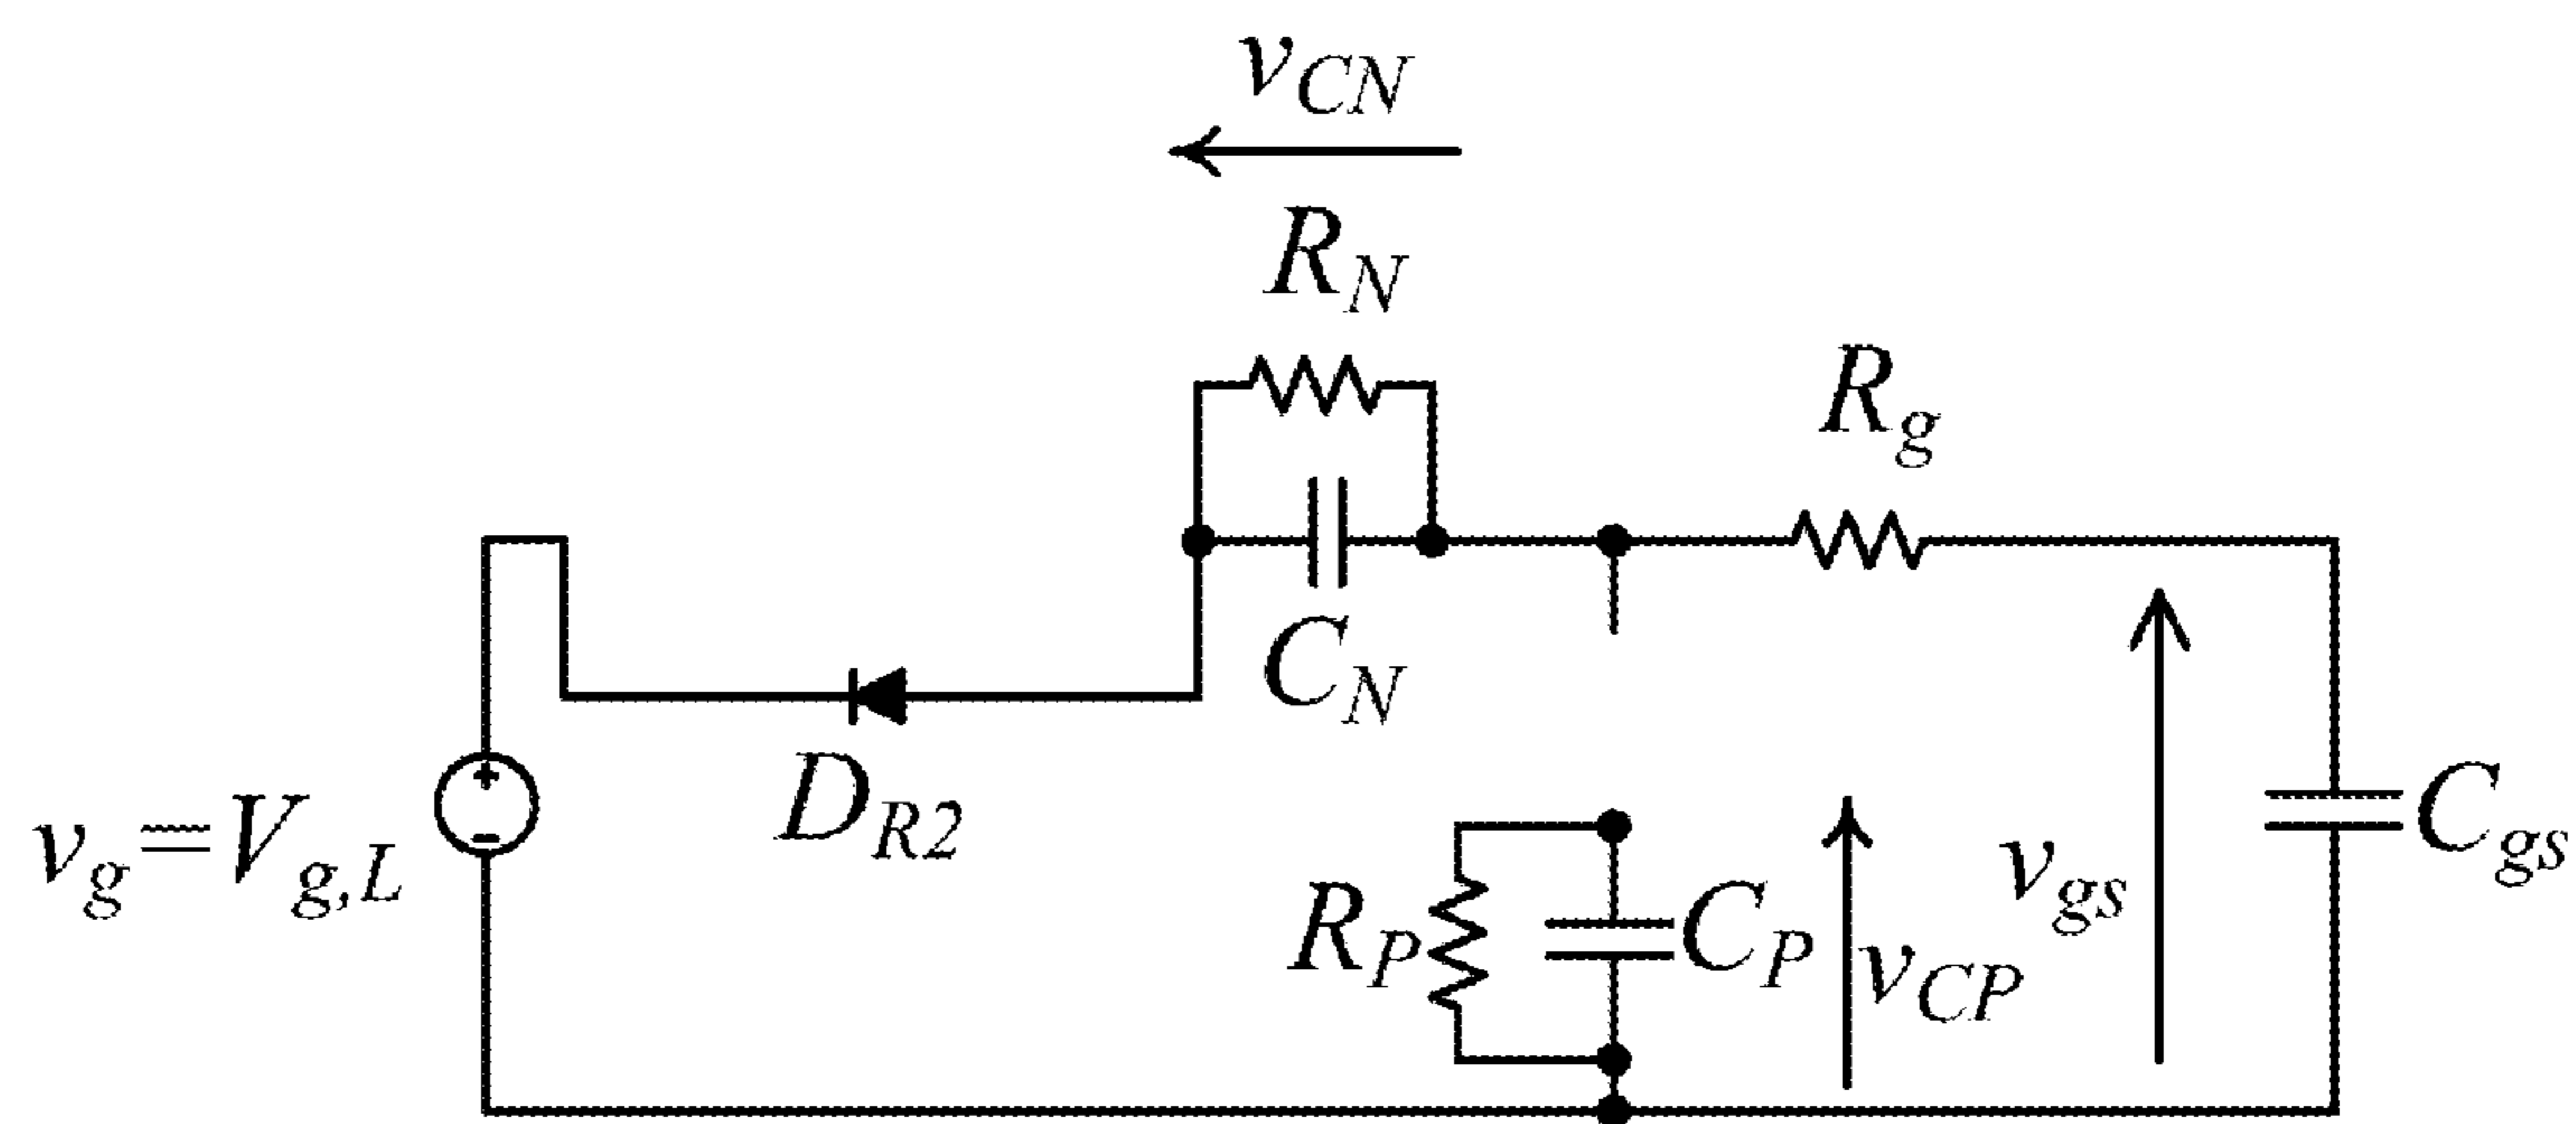 v_CN
R_N
R_g
C_N
D_R2
v_g=V_g,L
R_P
C_P
v_CP
v_gs
C_gs
+
-